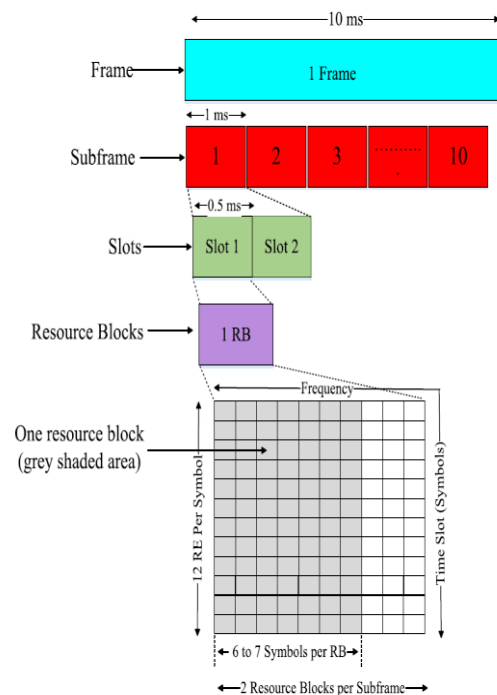 10 ms
Frame
1 Frame
1 ms
Subframe
1
2
3
..........
.
10
0.5 ms
Slots
Slot 1
Slot 2
Resource Blocks
1 RB
Frequency
One resource block
(grey shaded area)
12 RE Per Symbol
Time Slot (Symbols)
6 to 7 Symbols per RB
2 Resource Blocks per Subframe